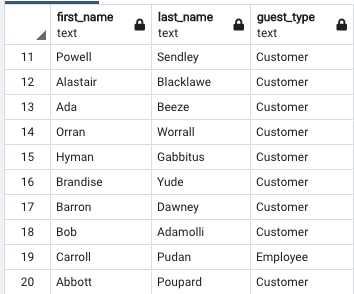 first_name last_name guest_type
text text text
11 Powell Sendley Customer
12 Alastair Blacklawe Customer
13 Ada Beeze Customer
14 Orran Worrall Customer
15 Hyman Gabbitus Customer
16 Brandise Yude Customer
17 Barron Dawney Customer
18 Bob Adamolli Customer
19 Carroll Pudan Employee
20 Abbott Poupard Customer